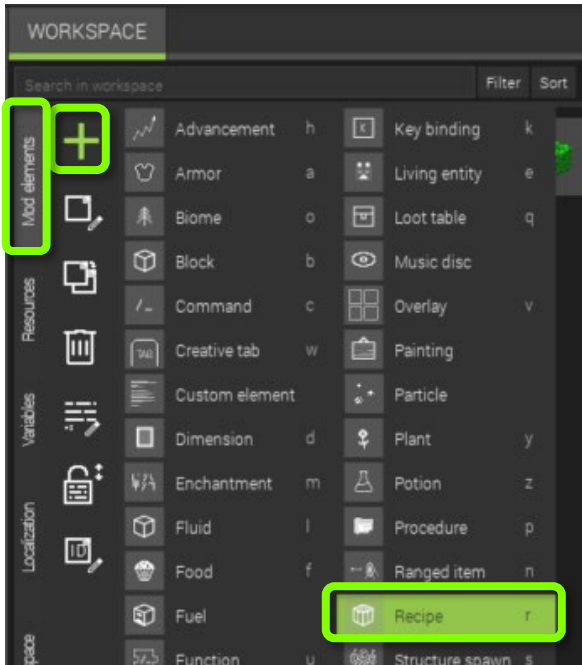 WORKSPACE
Search in workspace Filter Sort
Mod elements
Resources
Variables
Localization
Advancement h
Armor a
Biome o
Block b
Command c
Creative tab w
Custom element
Dimension d
Enchantment m
Fluid l
Food f
Fuel
Function u
Key binding k
Living entity e
Loot table q
Music disc
Overlay v
Painting
Particle
Plant y
Potion z
Procedure p
Ranged item n
Recipe r
Structure spawn s
TAB
ID